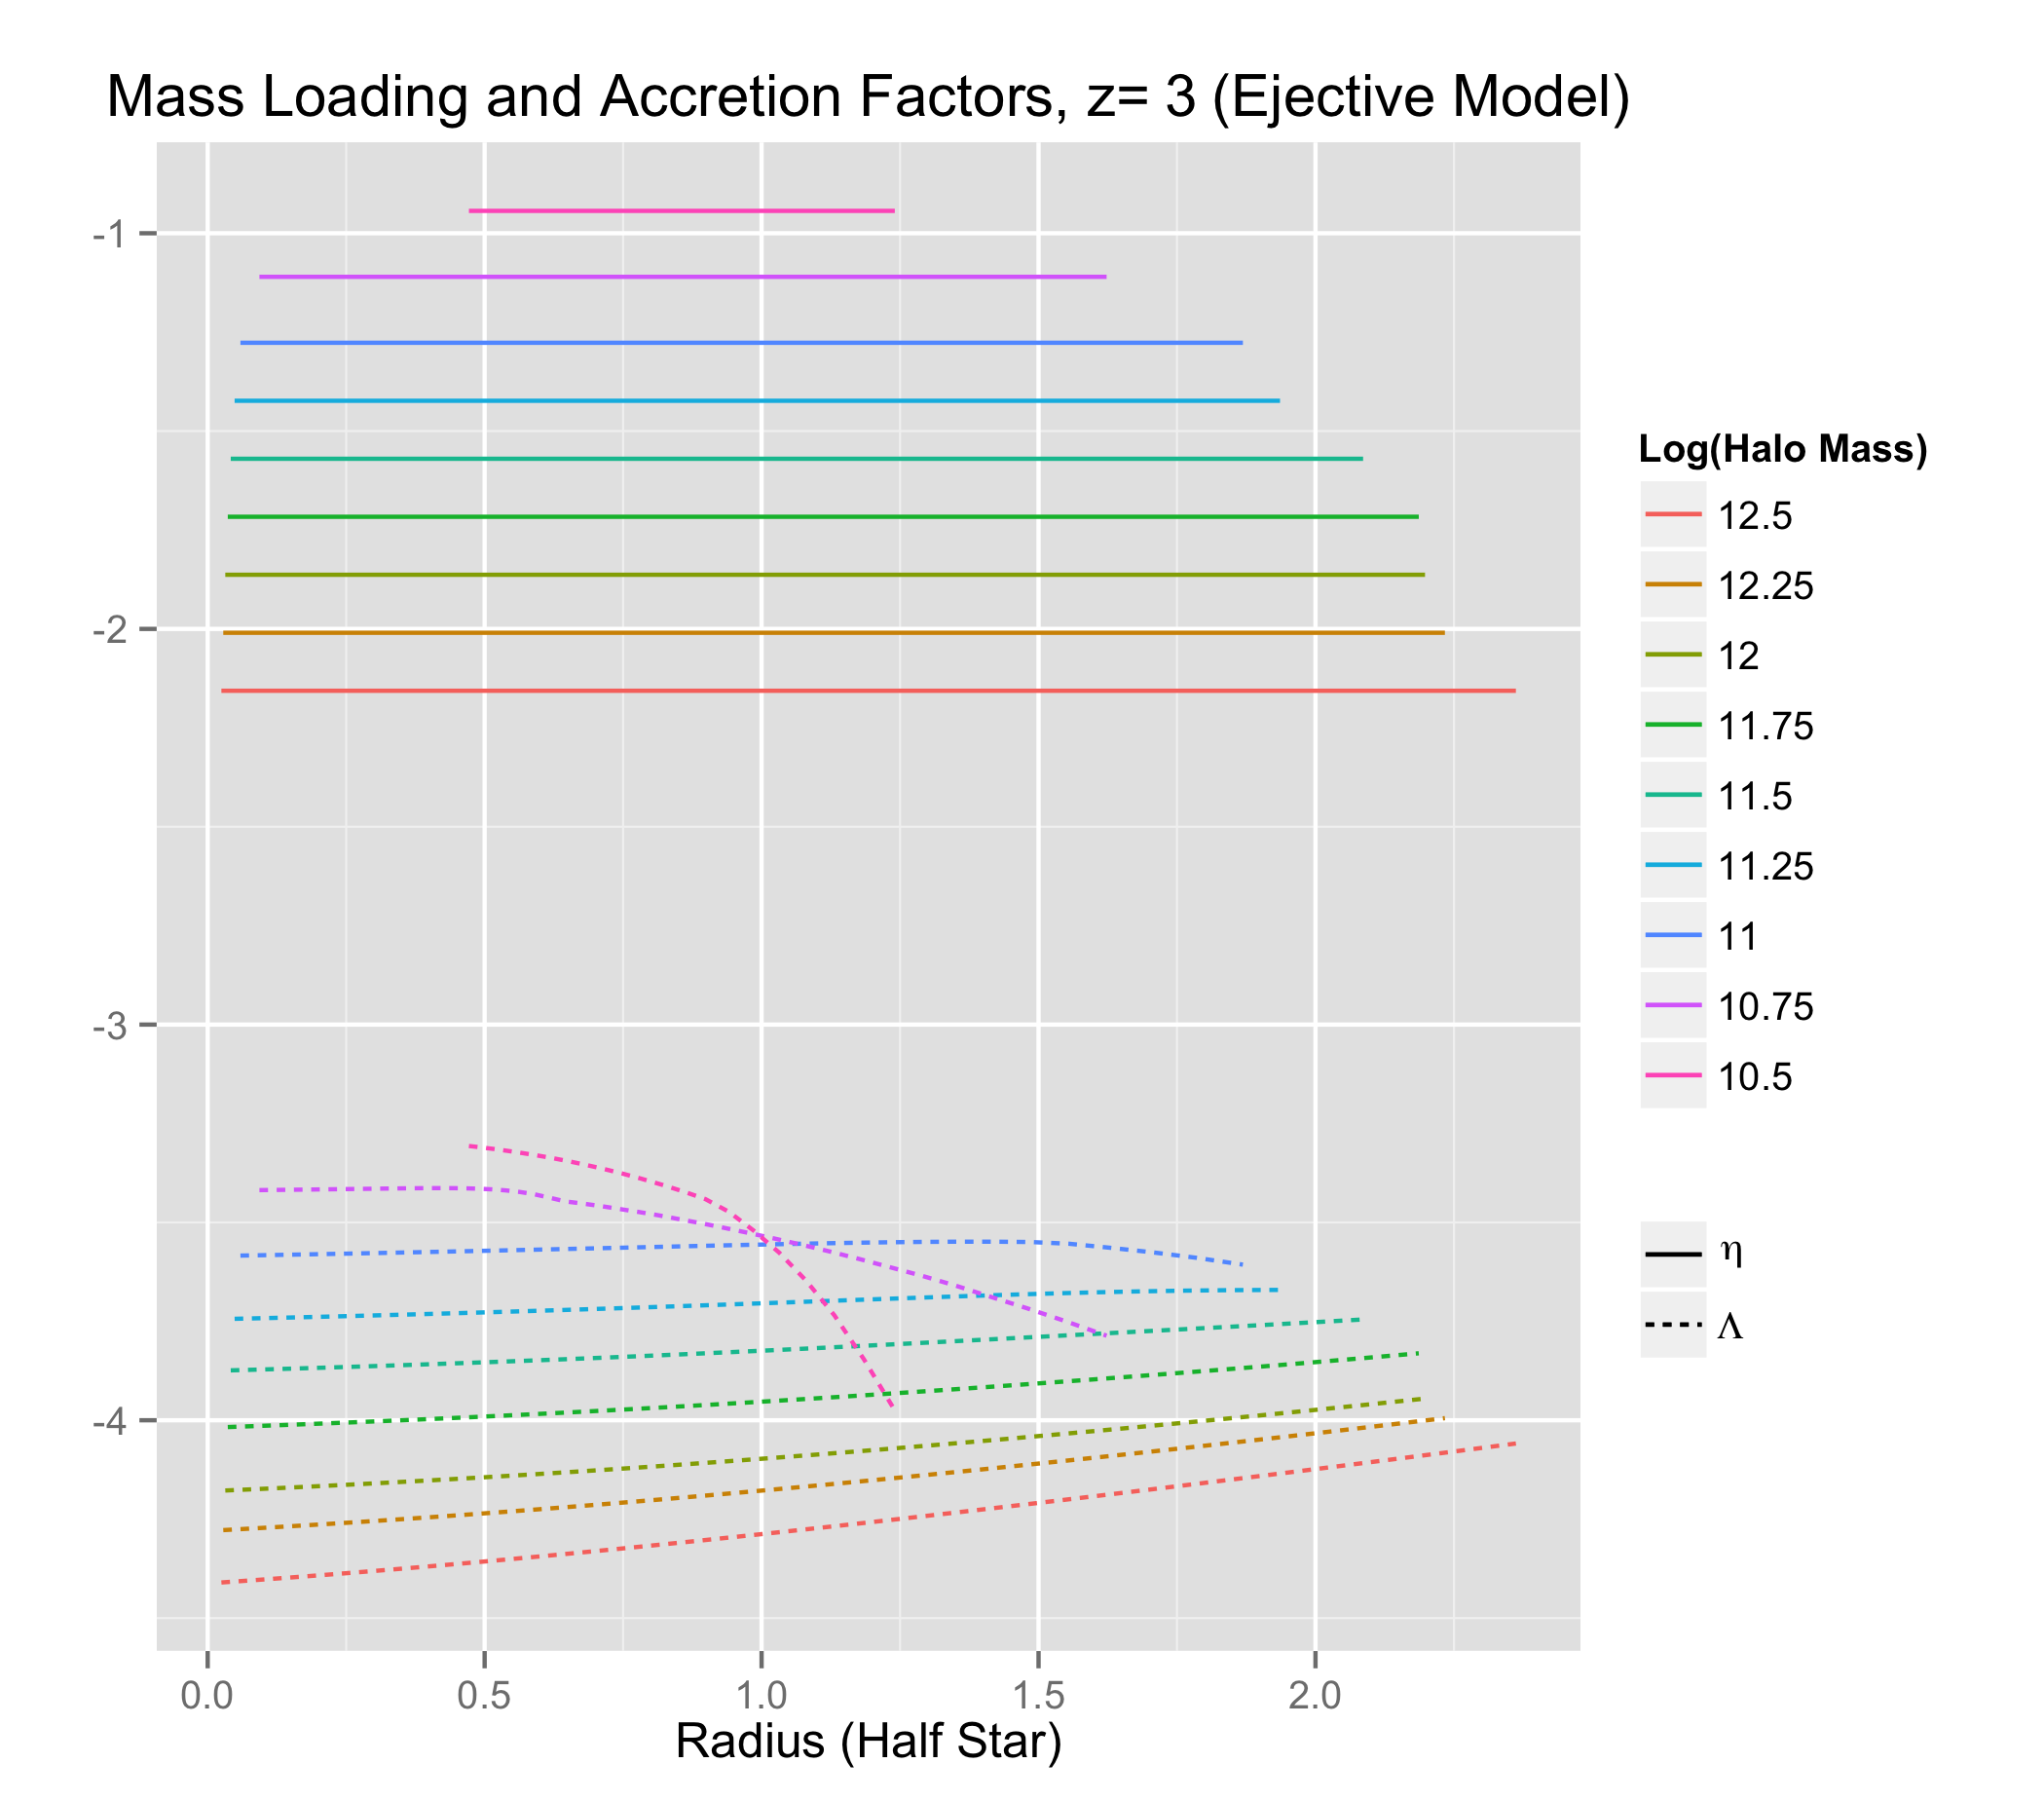 Mass Loading and Accretion Factors, z= 3 (Ejective Model)
-1
-2
-3
-4
0.0 0.5 1.0 1.5 2.0
Radius (Half Star)
Log(Halo Mass)
12.5
12.25
12
11.75
11.5
11.25
11
10.75
10.5
η
Λ